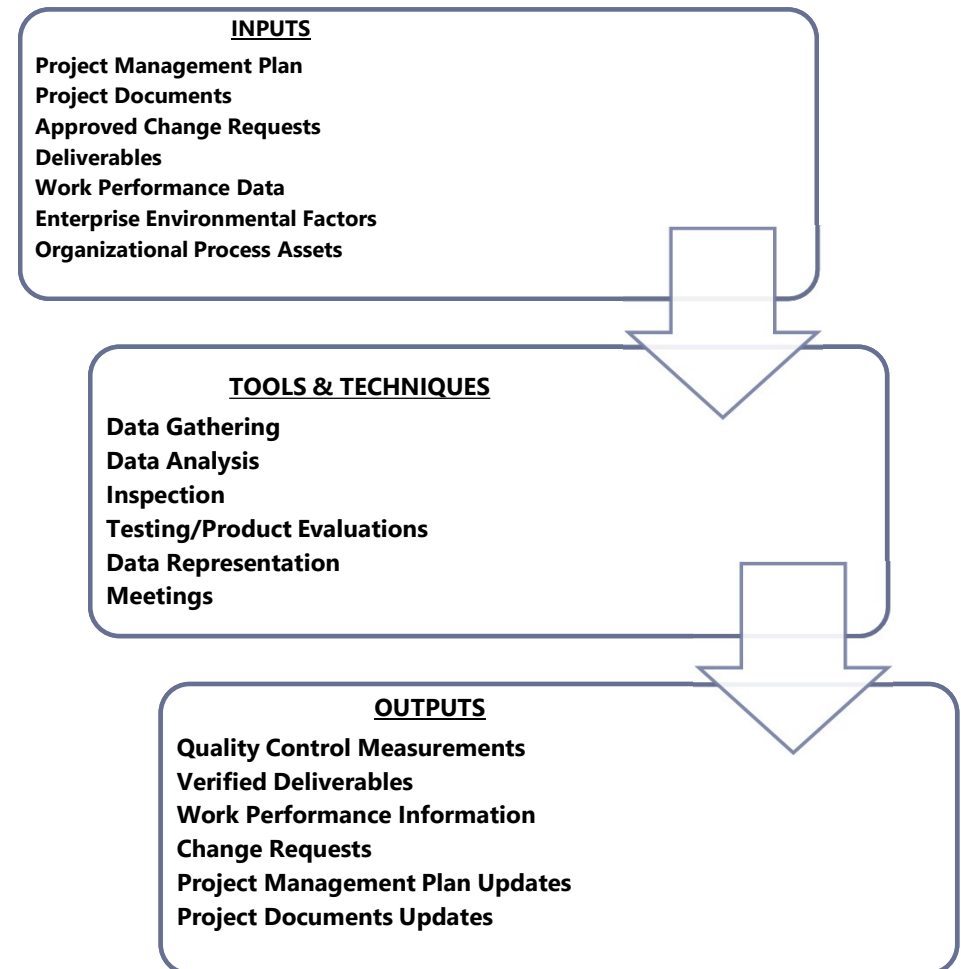 INPUTS
Project Management Plan
Project Documents
Approved Change Requests
Deliverables
Work Performance Data
Enterprise Environmental Factors
Organizational Process Assets
TOOLS & TECHNIQUES
Data Gathering
Data Analysis
Inspection
Testing/Product Evaluations
Data Representation
Meetings
OUTPUTS
Quality Control Measurements
Verified Deliverables
Work Performance Information
Change Requests
Project Management Plan Updates
Project Documents Updates